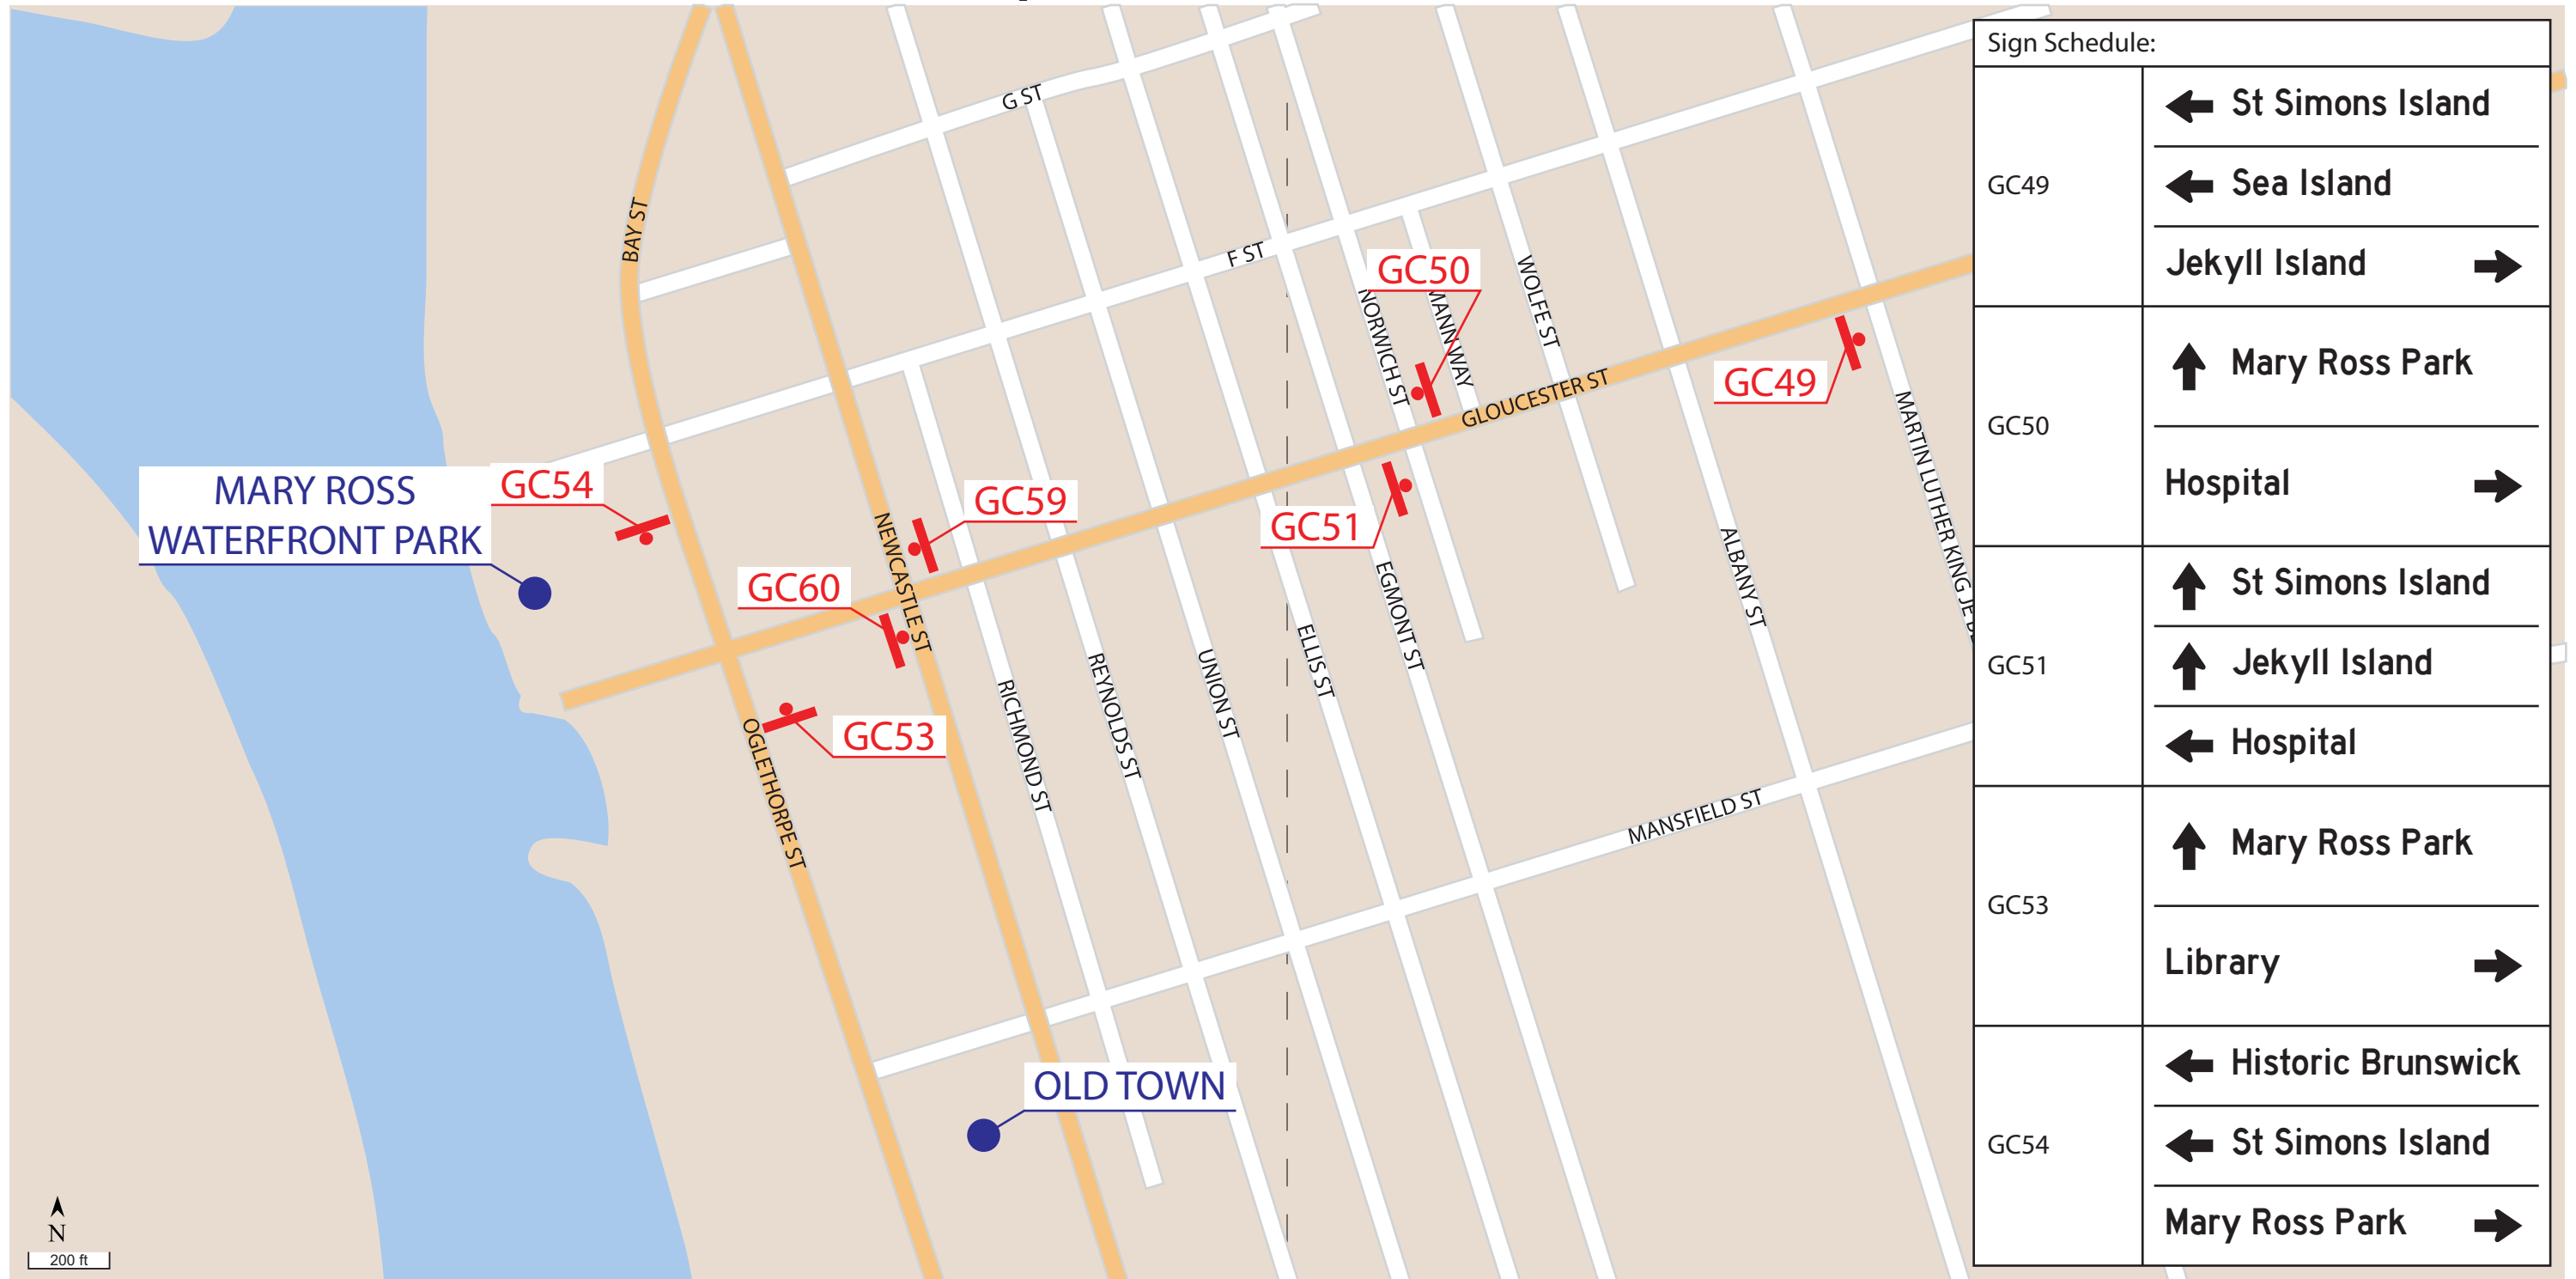 G ST
BAY ST
F ST
NORWICH ST
MANN WAY
WOLFE ST
GC50
GC49
GLOUCESTER ST
MARTIN LUTHER KING JR
MARY ROSS
WATERFRONT PARK
GC54
GC59
GC51
GC60
NEWCASTLE ST
GC53
OGLETHORPE ST
RICHMOND ST
REYNOLDS ST
UNION ST
ELLIS ST
EGMONT ST
ALBANY ST
MANSFIELD ST
OLD TOWN
N
200 ft
Sign Schedule:
GC49
St Simons Island
Sea Island
Jekyll Island
GC50
Mary Ross Park
Hospital
GC51
St Simons Island
Jekyll Island
Hospital
GC53
Mary Ross Park
Library
GC54
Historic Brunswick
St Simons Island
Mary Ross Park